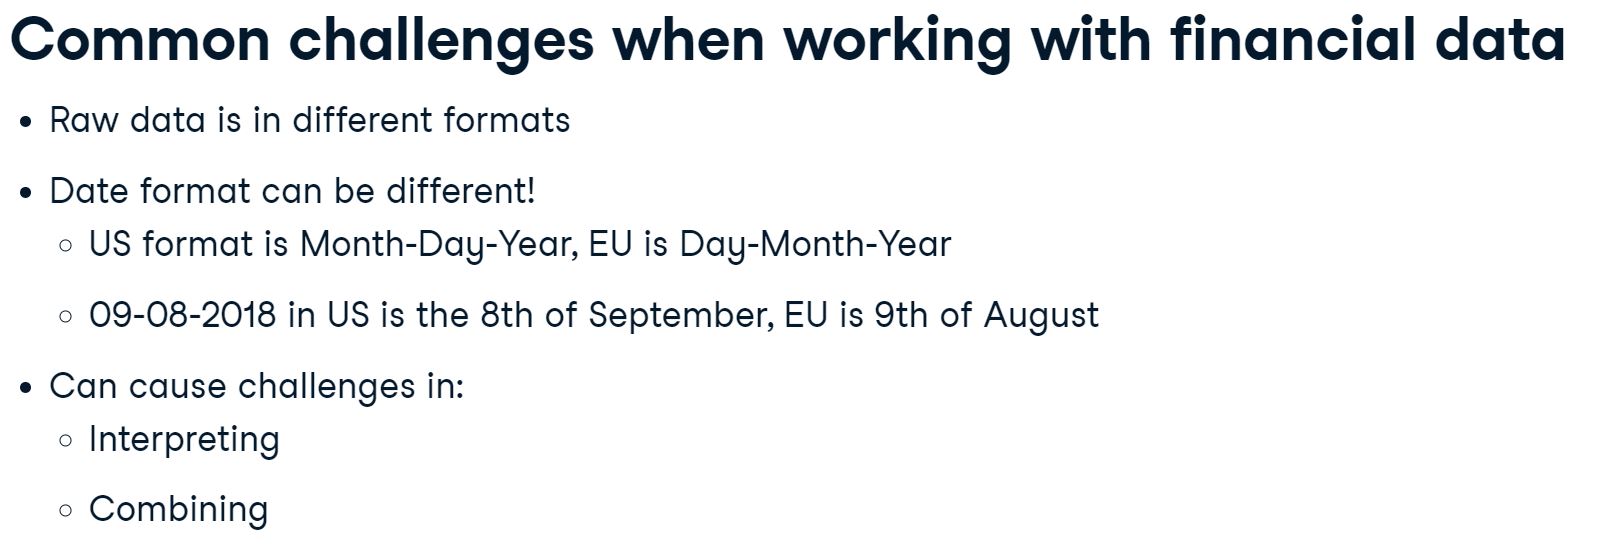 Common challenges when working with financial data
• Raw data is in different formats
• Date format can be different!
○ US format is Month-Day-Year, EU is Day-Month-Year
○ 09-08-2018 in US is the 8th of September, EU is 9th of August
• Can cause challenges in:
○ Interpreting
○ Combining